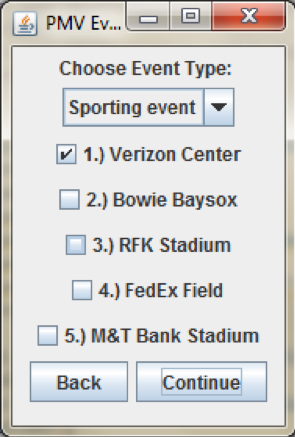 PMV Ev...
Choose Event Type:
Sporting event
1.) Verizon Center
2.) Bowie Baysox
3.) RFK Stadium
4.) FedEx Field
5.) M&T Bank Stadium
Back Continue